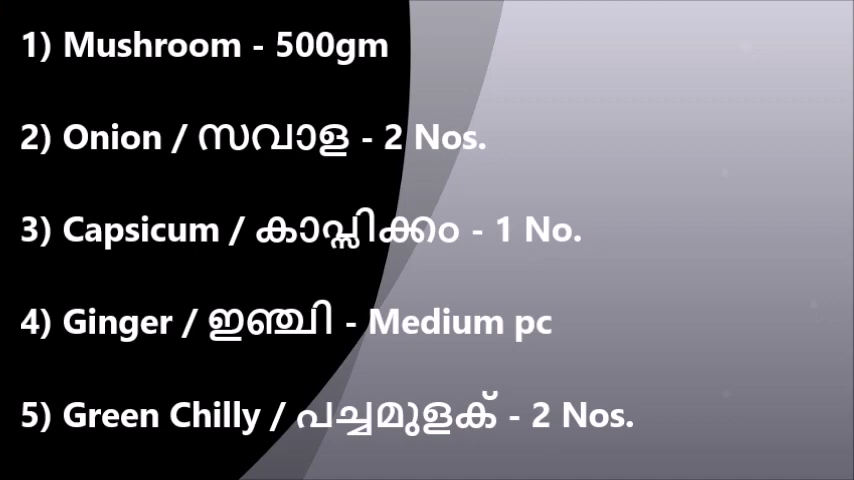 1) Mushroom - 500gm
2) Onion / സവാള - 2 Nos.
3) Capsicum / കാപ്സിക്കം - 1 No.
4) Ginger / ഇഞ്ചി - Medium pc
5) Green Chilly / പച്ചമുളക് - 2 Nos.